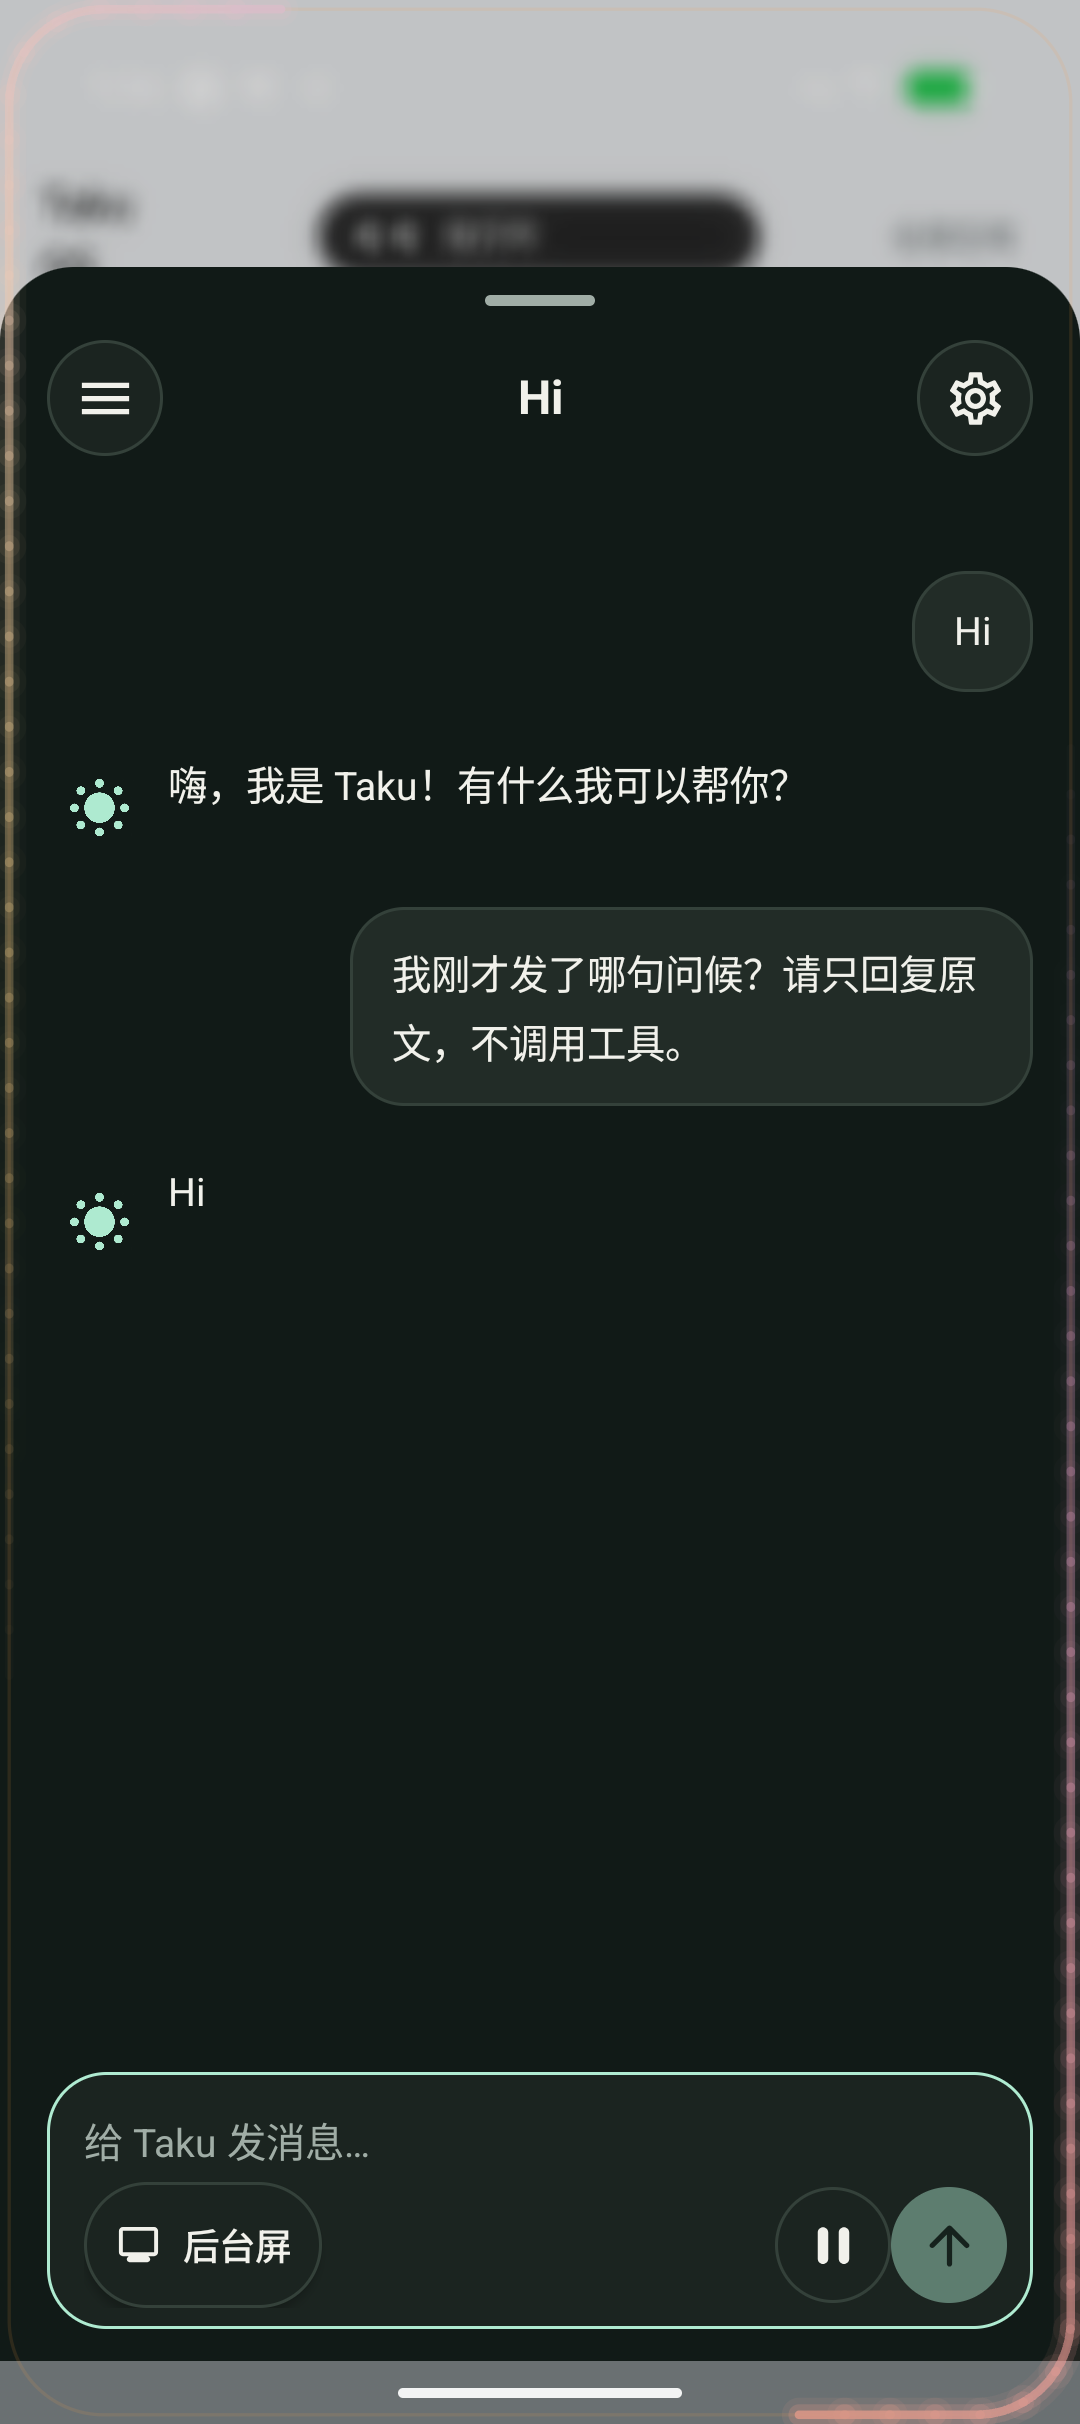 Hi
Hi
嗨，我是 Taku！有什么我可以帮你？
我刚才发了哪句问候？请只回复原
文，不调用工具。
Hi
给 Taku 发消息…
后台屏